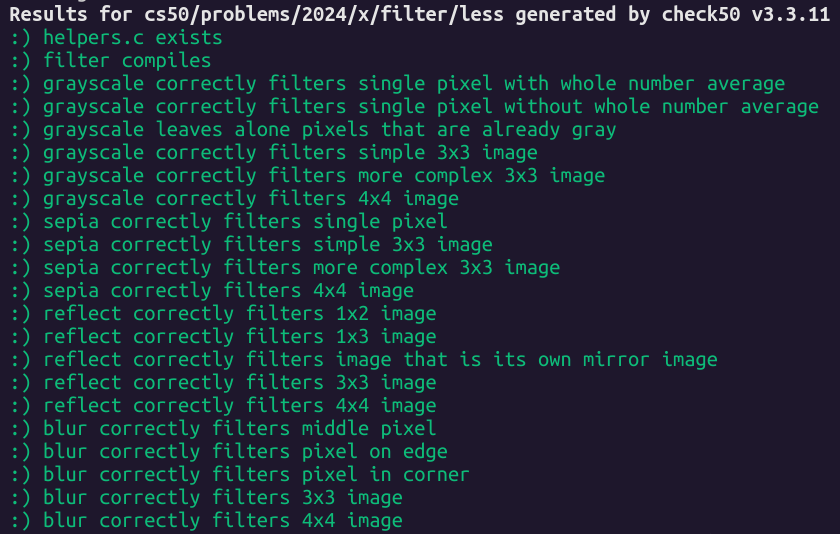 Results for cs50/problems/2024/x/filter/less generated by check50 v3.3.11
:) helpers.c exists
:) filter compiles
:) grayscale correctly filters single pixel with whole number average
:) grayscale correctly filters single pixel without whole number average
:) grayscale leaves alone pixels that are already gray
:) grayscale correctly filters simple 3x3 image
:) grayscale correctly filters more complex 3x3 image
:) grayscale correctly filters 4x4 image
:) sepia correctly filters single pixel
:) sepia correctly filters simple 3x3 image
:) sepia correctly filters more complex 3x3 image
:) sepia correctly filters 4x4 image
:) reflect correctly filters 1x2 image
:) reflect correctly filters 1x3 image
:) reflect correctly filters image that is its own mirror image
:) reflect correctly filters 3x3 image
:) reflect correctly filters 4x4 image
:) blur correctly filters middle pixel
:) blur correctly filters pixel on edge
:) blur correctly filters pixel in corner
:) blur correctly filters 3x3 image
:) blur correctly filters 4x4 image